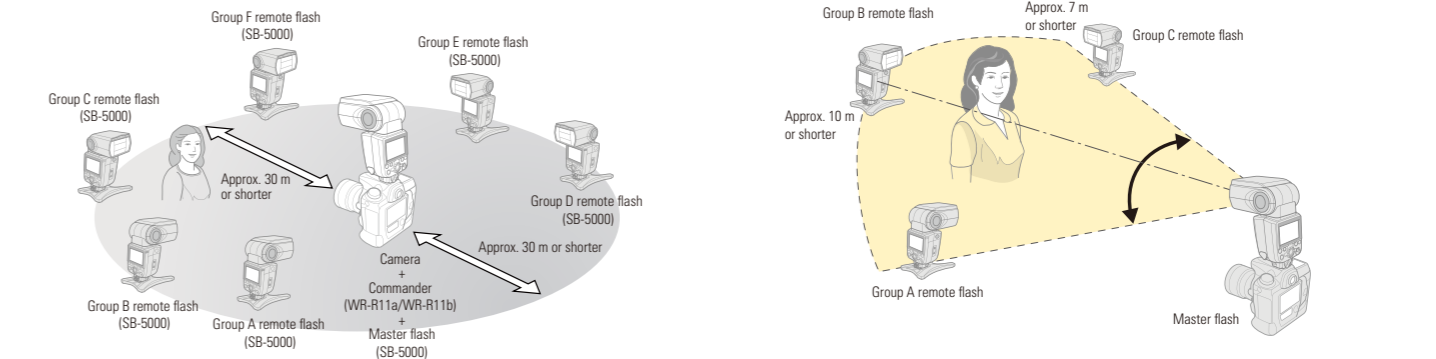 Group F remote flash
(SB-5000)
Group E remote flash
(SB-5000)
Group C remote flash
(SB-5000)
Approx. 30 m
or shorter
Group D remote flash
(SB-5000)
Approx. 30 m or shorter
Camera
+
Commander
(WR-R11a/WR-R11b)
+
Master flash
(SB-5000)
Group B remote flash
(SB-5000)
Group A remote flash
(SB-5000)
Group B remote flash
Approx. 7 m
or shorter
Group C remote flash
Approx. 10 m
or shorter
Group A remote flash
Master flash